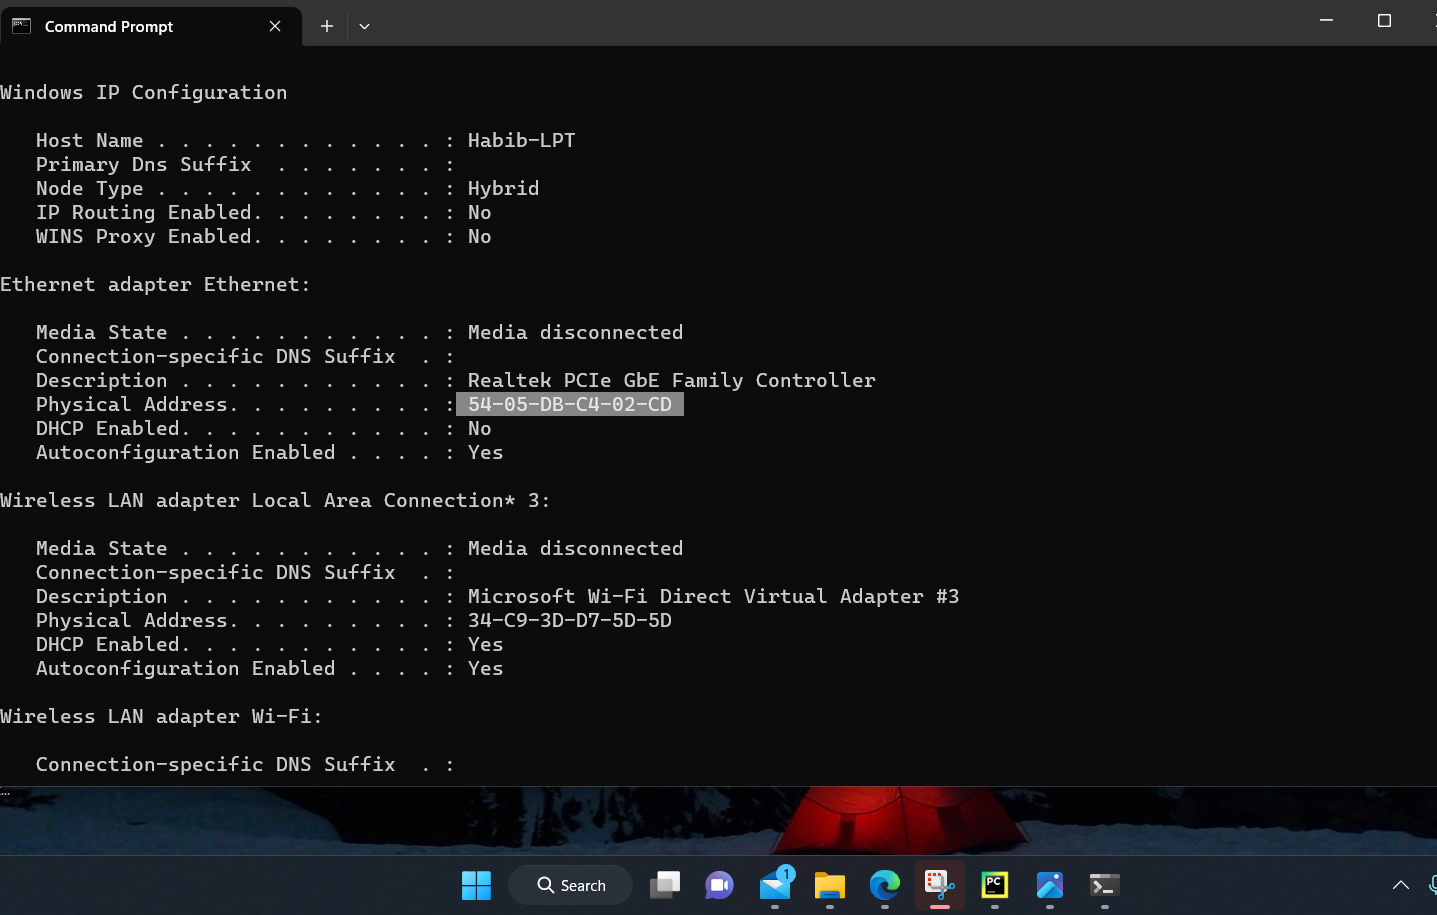 Command Prompt
Windows IP Configuration
Host Name . . . . . . . . . . . . : Habib-LPT
Primary Dns Suffix  . . . . . . . :
Node Type . . . . . . . . . . . . : Hybrid
IP Routing Enabled. . . . . . . . : No
WINS Proxy Enabled. . . . . . . . : No
Ethernet adapter Ethernet:
Media State . . . . . . . . . . . : Media disconnected
Connection-specific DNS Suffix  . :
Description . . . . . . . . . . . : Realtek PCIe GbE Family Controller
Physical Address. . . . . . . . . : 54-05-DB-C4-02-CD
DHCP Enabled. . . . . . . . . . . : No
Autoconfiguration Enabled . . . . : Yes
Wireless LAN adapter Local Area Connection* 3:
Media State . . . . . . . . . . . : Media disconnected
Connection-specific DNS Suffix  . :
Description . . . . . . . . . . . : Microsoft Wi-Fi Direct Virtual Adapter #3
Physical Address. . . . . . . . . : 34-C9-3D-D7-5D-5D
DHCP Enabled. . . . . . . . . . . : Yes
Autoconfiguration Enabled . . . . : Yes
Wireless LAN adapter Wi-Fi:
Connection-specific DNS Suffix  . :
Search
1
PC